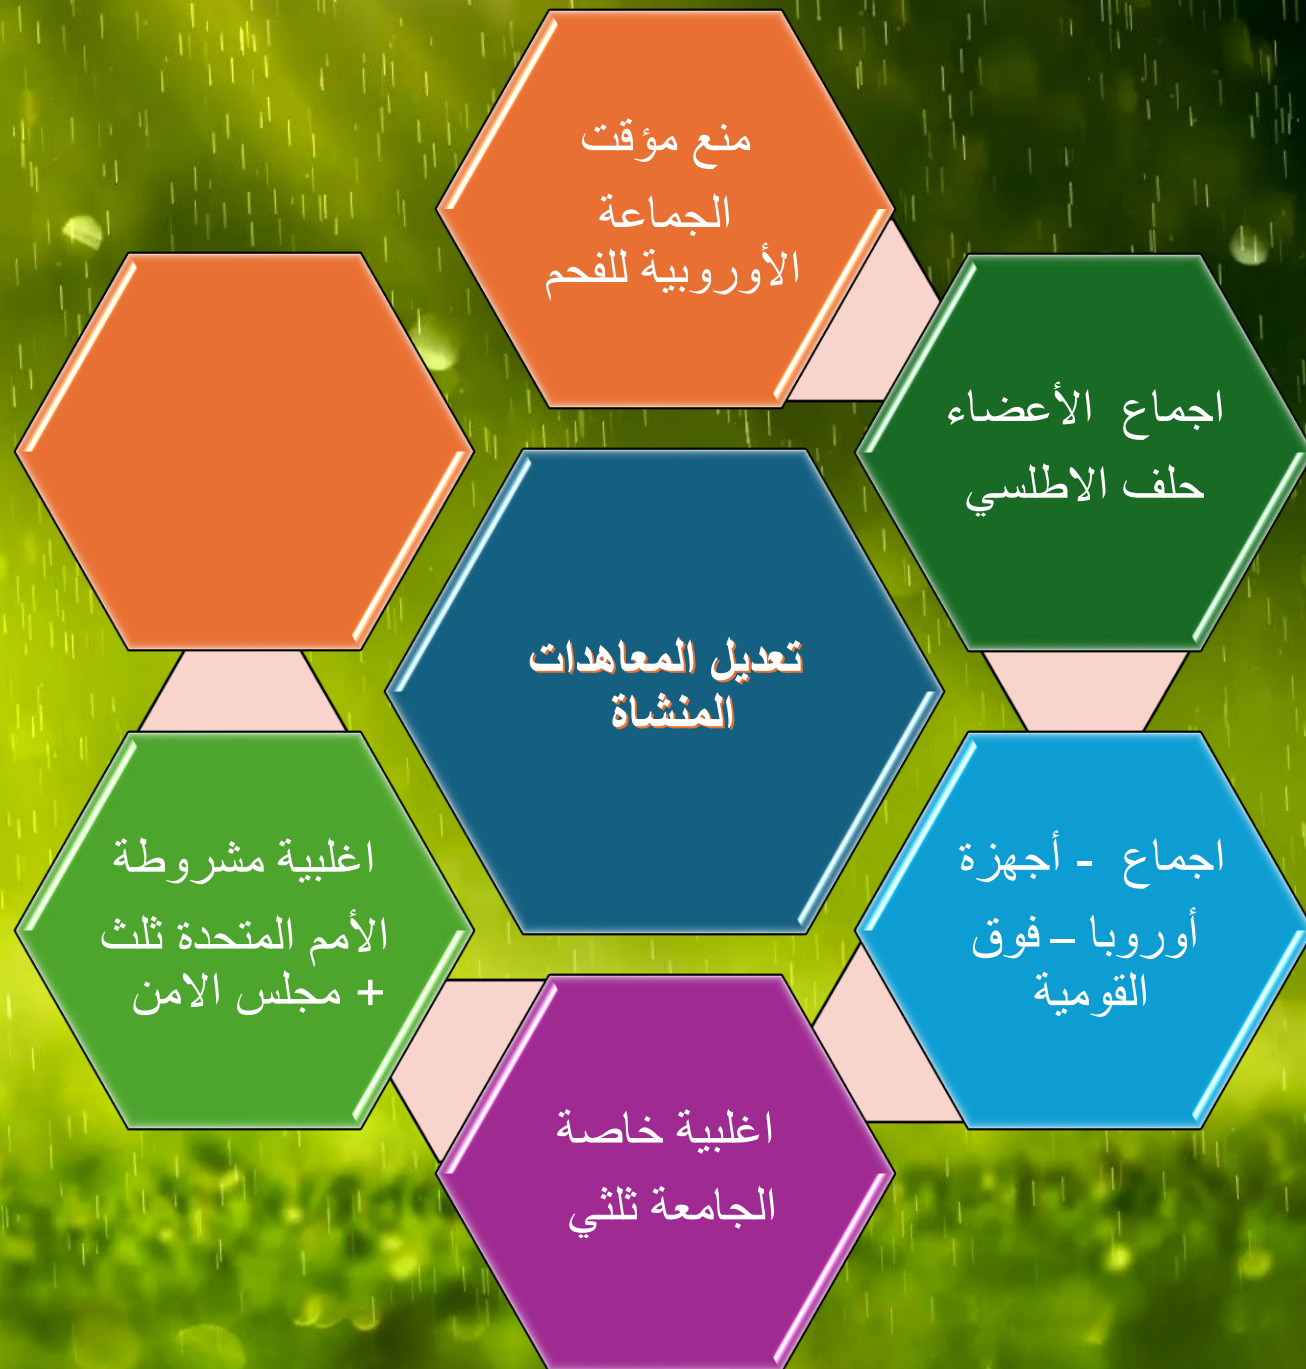 منع مؤقت
الجماعة
الأوروبية للفحم
اجماع الأعضاء
حلف الاطلسي
تعديل المعاهدات
المنشاة
اجماع - أجهزة
أوروبا – فوق
القومية
اغلبية خاصة
الجامعة ثلثي
اغلبية مشروطة
الأمم المتحدة ثلث
+ مجلس الامن